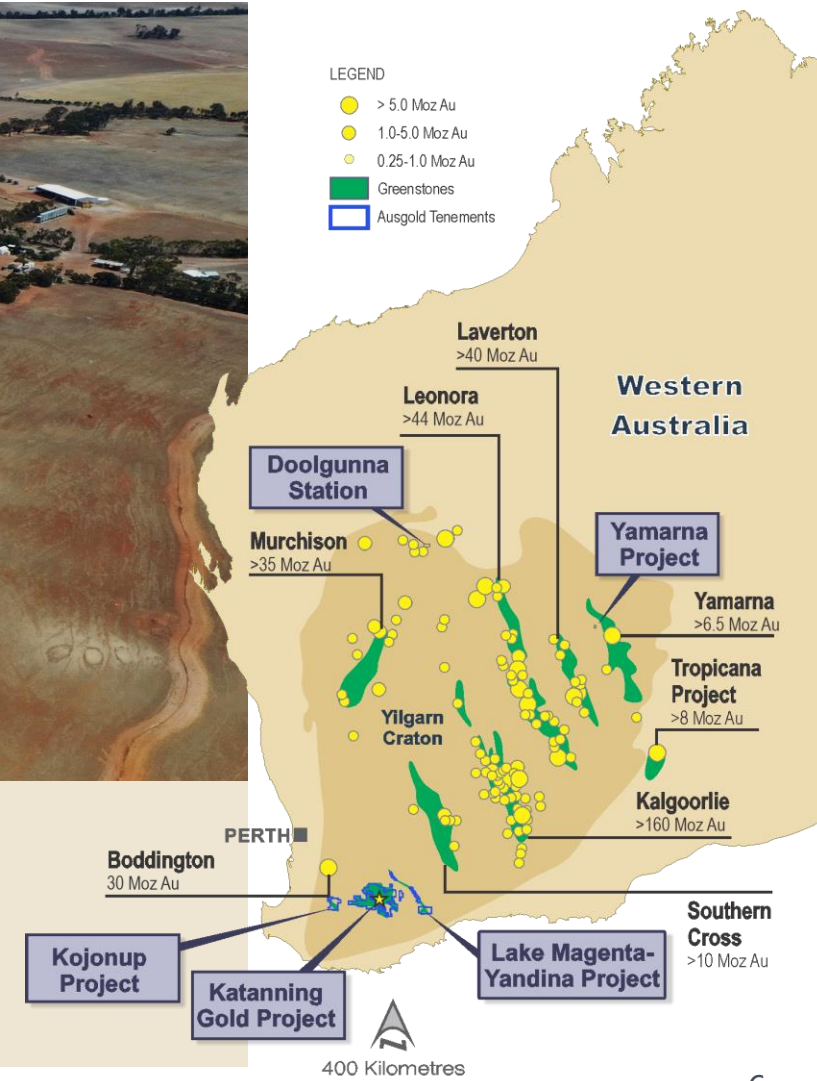 LEGEND
> 5.0 Moz Au
1.0-5.0 Moz Au
0.25-1.0 Moz Au
Greenstones
Ausgold Tenements
Laverton
>40 Moz Au
Leonora
>44 Moz Au
Western
Australia
Doolgunna
Station
Murchison
>35 Moz Au
Yamarna
Project
Yamarna
>6.5 Moz Au
Tropicana
Project
>8 Moz Au
Yilgarn
Craton
Kalgoorlie
>160 Moz Au
PERTH
Boddington
30 Moz Au
Southern
Cross
>10 Moz Au
Kojonup
Project
Katanning
Gold Project
Lake Magenta-
Yandina Project
N
400 Kilometres